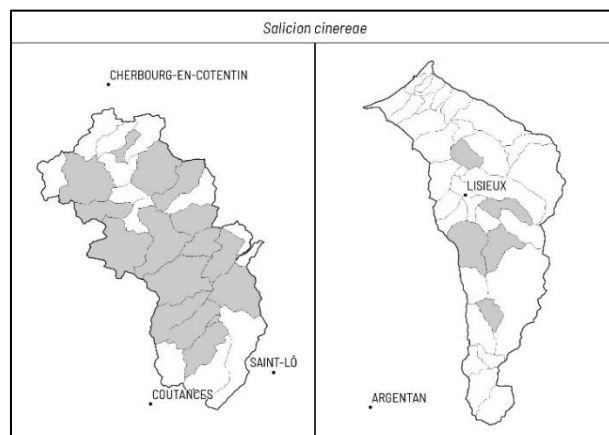 Salicion cinereae
CHERBOURG-EN-COTENTIN
LISIEUX
SAINT-LÔ
COUTANCES
ARGENTAN